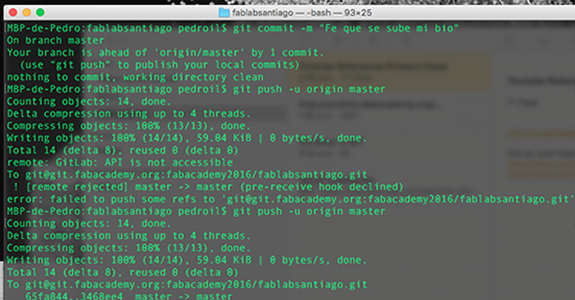 fablabsantiago — -bash — 93×25
MBP-de-Pedro:fablabsantiago pedroil$ git commit -m "Fe que se sube mi bio"
On branch master
Your branch is ahead of 'origin/master' by 1 commit.
(use "git push" to publish your local commits)
nothing to commit, working directory clean
MBP-de-Pedro:fablabsantiago pedroil$ git push -u origin master
Counting objects: 14, done.
Delta compression using up to 4 threads.
Compressing objects: 100% (13/13), done.
Writing objects: 100% (14/14), 59.04 KiB | 0 bytes/s, done.
Total 14 (delta 8), reused 0 (delta 0)
remote: GitLab: API is not accessible
To git@git.fabacademy.org:fabacademy2016/fablabsantiago.git
! [remote rejected] master -> master (pre-receive hook declined)
error: failed to push some refs to 'git@git.fabacademy.org:fabacademy2016/fablabsantiago.git'
MBP-de-Pedro:fablabsantiago pedroil$ git push -u origin master
Counting objects: 14, done.
Delta compression using up to 4 threads.
Compressing objects: 100% (13/13), done.
Writing objects: 100% (14/14), 59.04 KiB | 0 bytes/s, done.
Total 14 (delta 8), reused 0 (delta 0)
To git@git.fabacademy.org:fabacademy2016/fablabsantiago.git
65fa844..3468ee4 master -> master